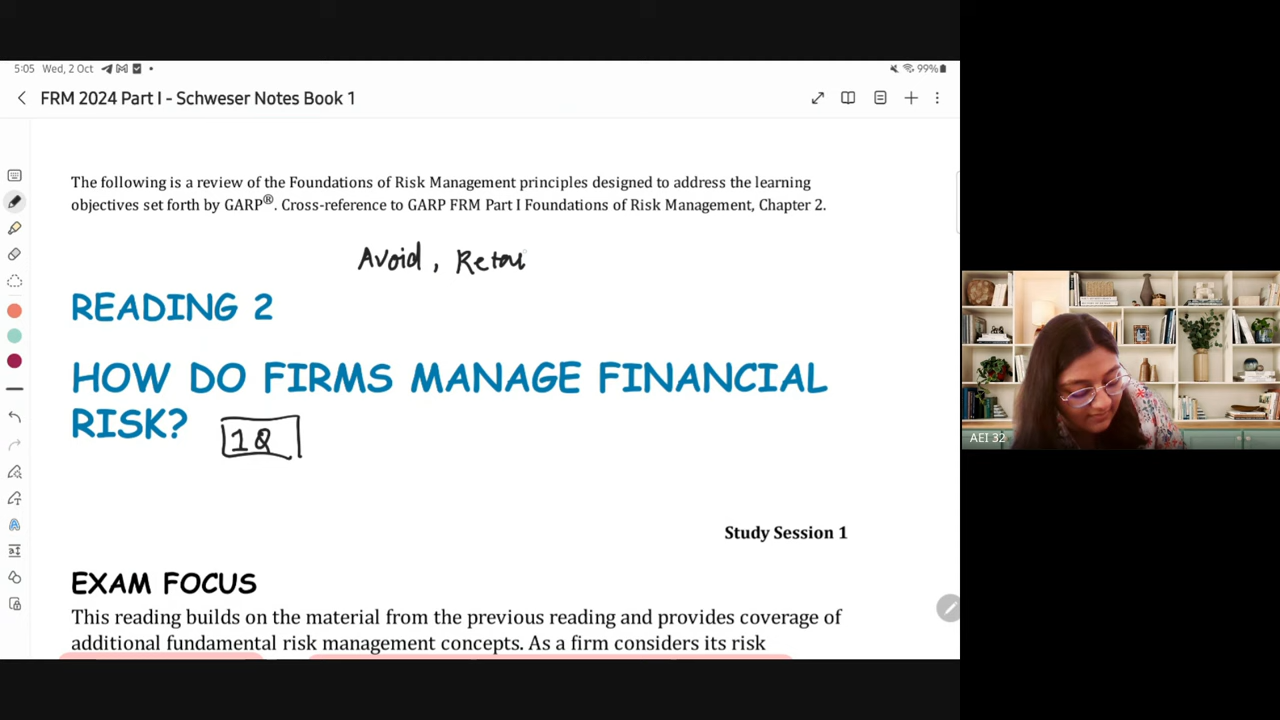 5:05 Wed, 2 Oct
99%
FRM 2024 Part I - Schweser Notes Book 1
The following is a review of the Foundations of Risk Management principles designed to address the learning
objectives set forth by GARP®. Cross-reference to GARP FRM Part I Foundations of Risk Management, Chapter 2.
Avoid, Retai
READING 2
HOW DO FIRMS MANAGE FINANCIAL
RISK?
1Q
Study Session 1
EXAM FOCUS
This reading builds on the material from the previous reading and provides coverage of
additional fundamental risk management concepts. As a firm considers its risk
AEI 32